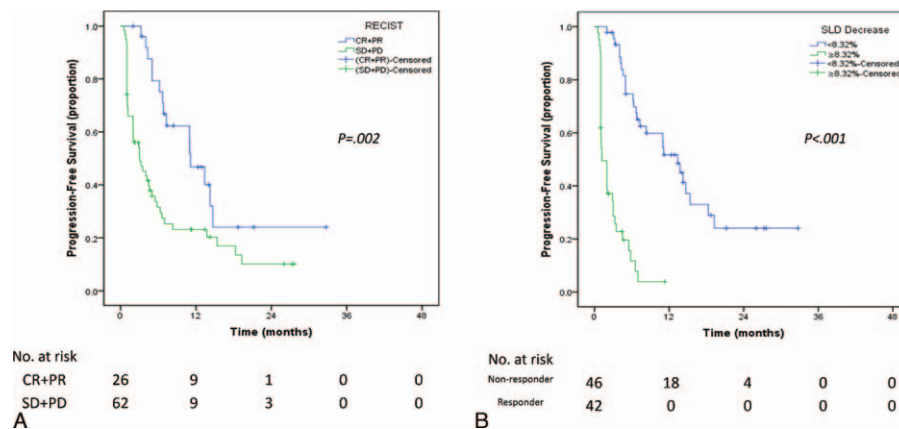 RECIST
CR+PR
SD+PD
(CR+PR)-Censored
(SD+PD)-Censored
P=.002
Progression-Free Survival (proportion)
1.0
0.8
0.6
0.4
0.2
0.0
0 12 24 36 48
Time (months)
No. at risk
CR+PR 26 9 1 0 0
SD+PD 62 9 3 0 0
A
SLD Decrease
<8.32%
≥8.32%
<8.32%-Censored
≥8.32%-Censored
P<.001
Progression-Free Survival (proportion)
1.0
0.8
0.6
0.4
0.2
0.0
0 12 24 36 48
Time (months)
No. at risk
Non-responder 46 18 4 0 0
Responder 42 0 0 0 0
B